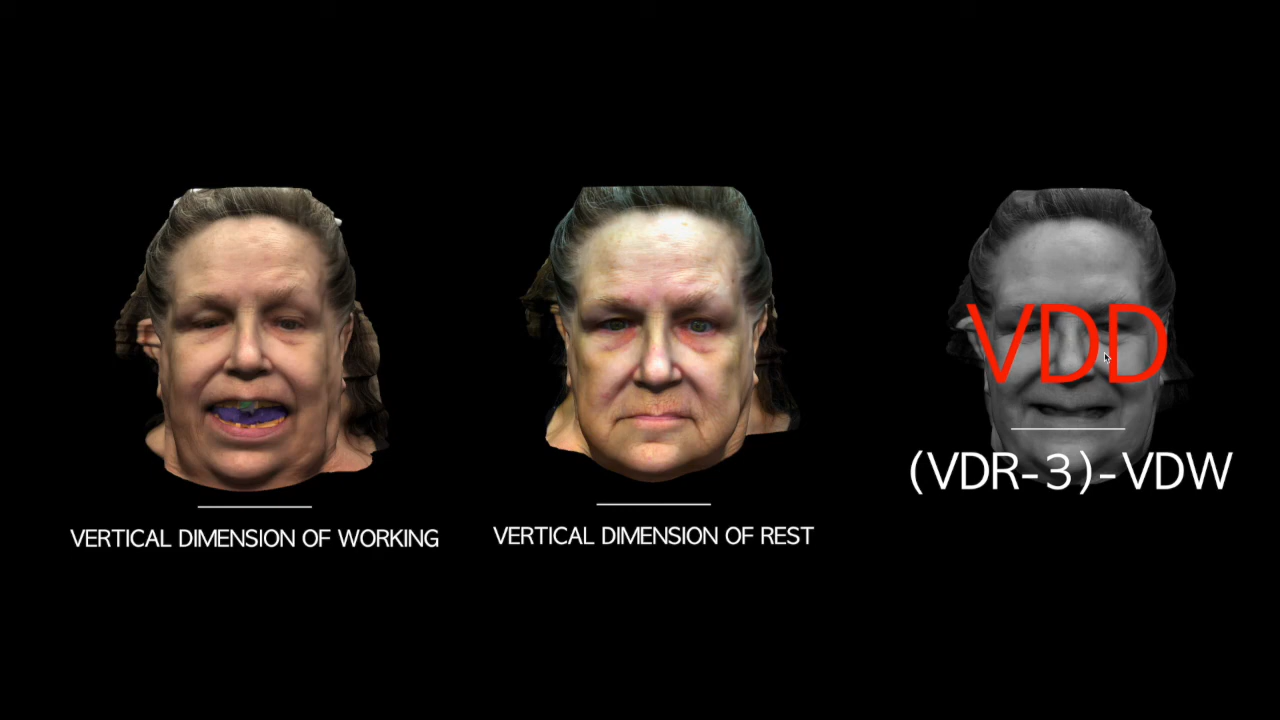 VERTICAL DIMENSION OF WORKING
VERTICAL DIMENSION OF REST
VDD
(VDR-3)-VDW